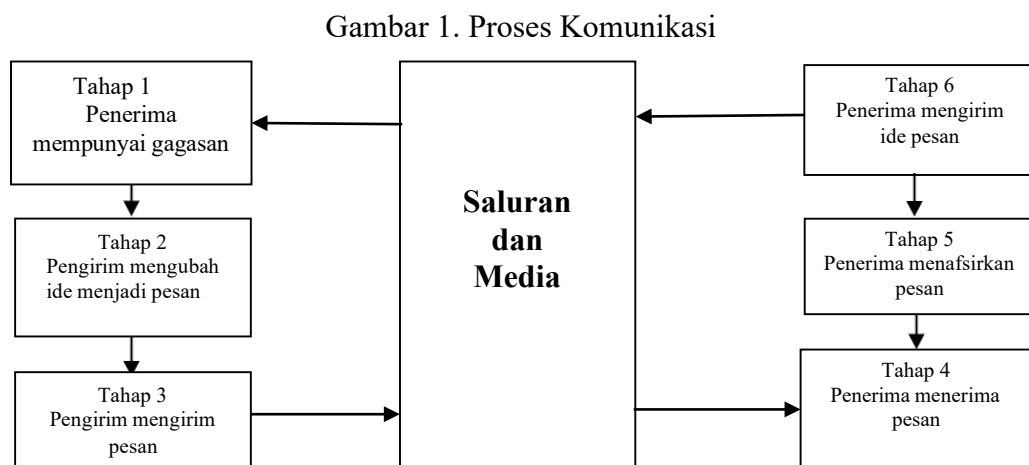 Gambar 1. Proses Komunikasi
Tahap 1
Penerima
mempunyai gagasan
Tahap 2
Pengirim mengubah
ide menjadi pesan
Tahap 3
Pengirim mengirim
pesan
Saluran
dan
Media
Tahap 6
Penerima mengirim
ide pesan
Tahap 5
Penerima menafsirkan
pesan
Tahap 4
Penerima menerima
pesan